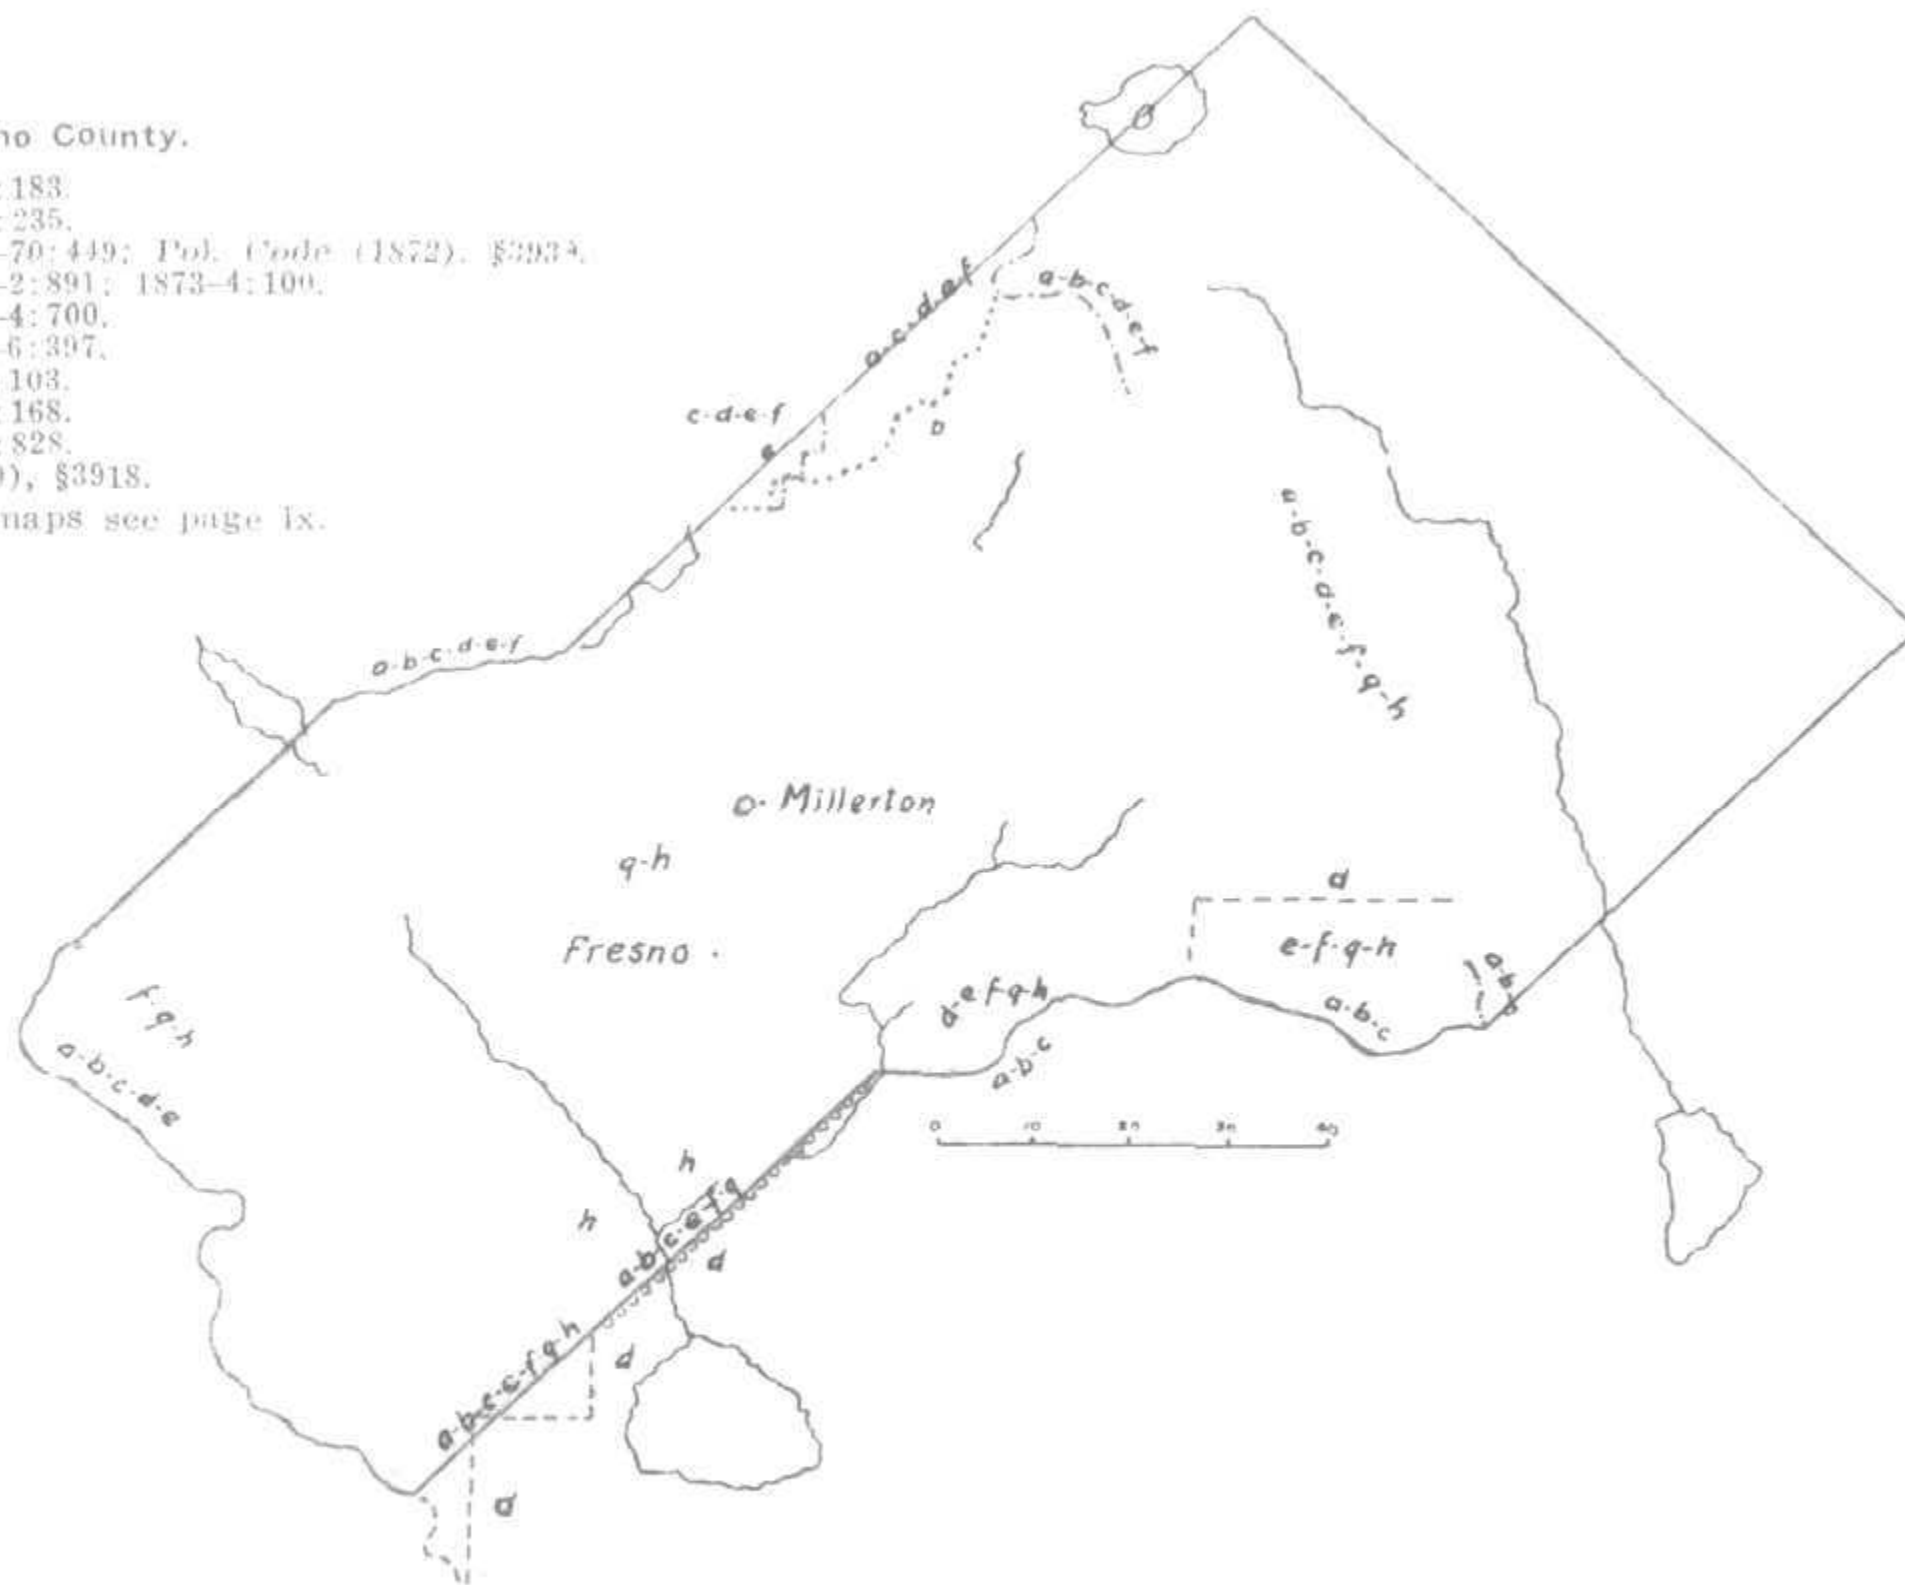 no County.
:183.
:235.
-70:449; Pol. Code (1872). §3939.
-2:891; 1873-4:100.
-4:700.
-6:397.
103.
:168.
:828.
), §3918.
maps see page ix.
a-c-d-e-f
a-b-c-d-e-f
c-d-e-f
e
b
a-b-c-d-e-f-g-h
a-b-c-d-e-f
o. Millerton
g-h
d
Fresno .
e-f-g-h
a-b-c
f-g-h
d-e f-g-h
a-b-c
a-b-c-d-e
a-b-c
0 10 20 30 40
h
h
a-b c-e-f-g
d
a-b-c-e-f-g-h
d
d